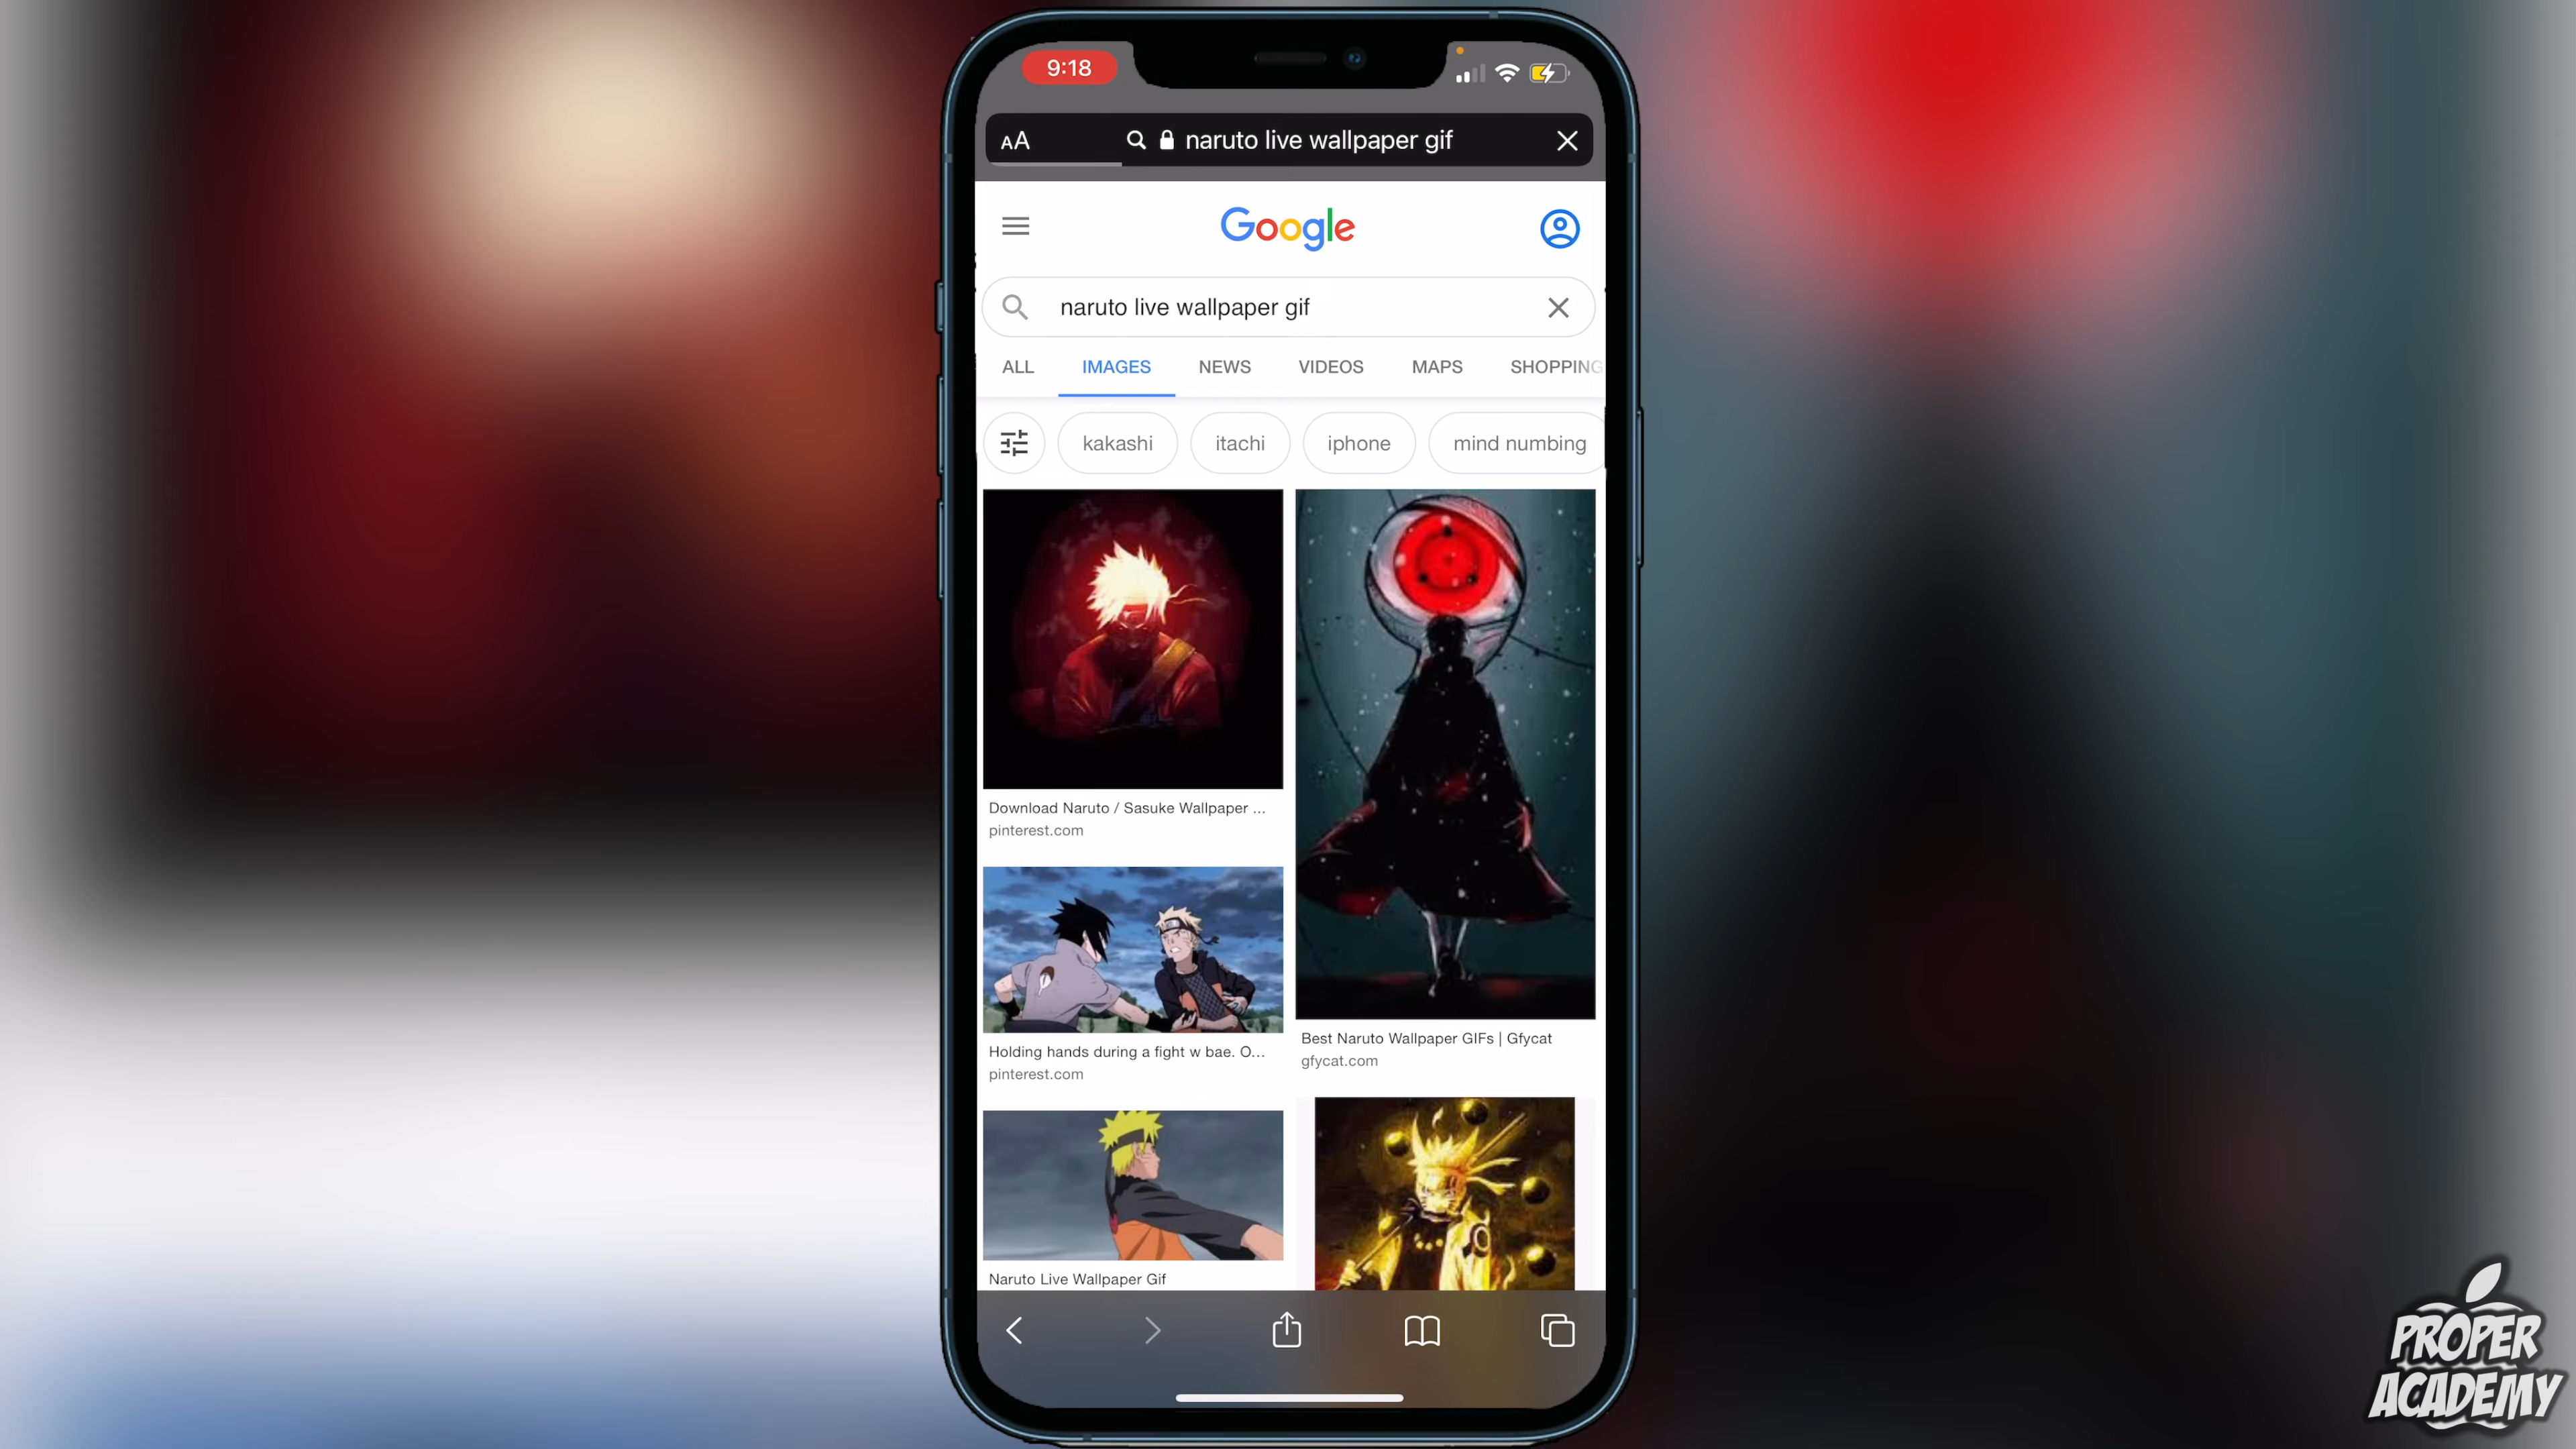 9:18
AA naruto live wallpaper gif
Google
naruto live wallpaper gif
ALL IMAGES NEWS VIDEOS MAPS SHOPPING
kakashi itachi iphone mind numbing
Download Naruto / Sasuke Wallpaper ...
pinterest.com
Holding hands during a fight w bae. O...
pinterest.com
Best Naruto Wallpaper GIFs | Gfycat
gfycat.com
Naruto Live Wallpaper Gif
PROPER
ACADEMY